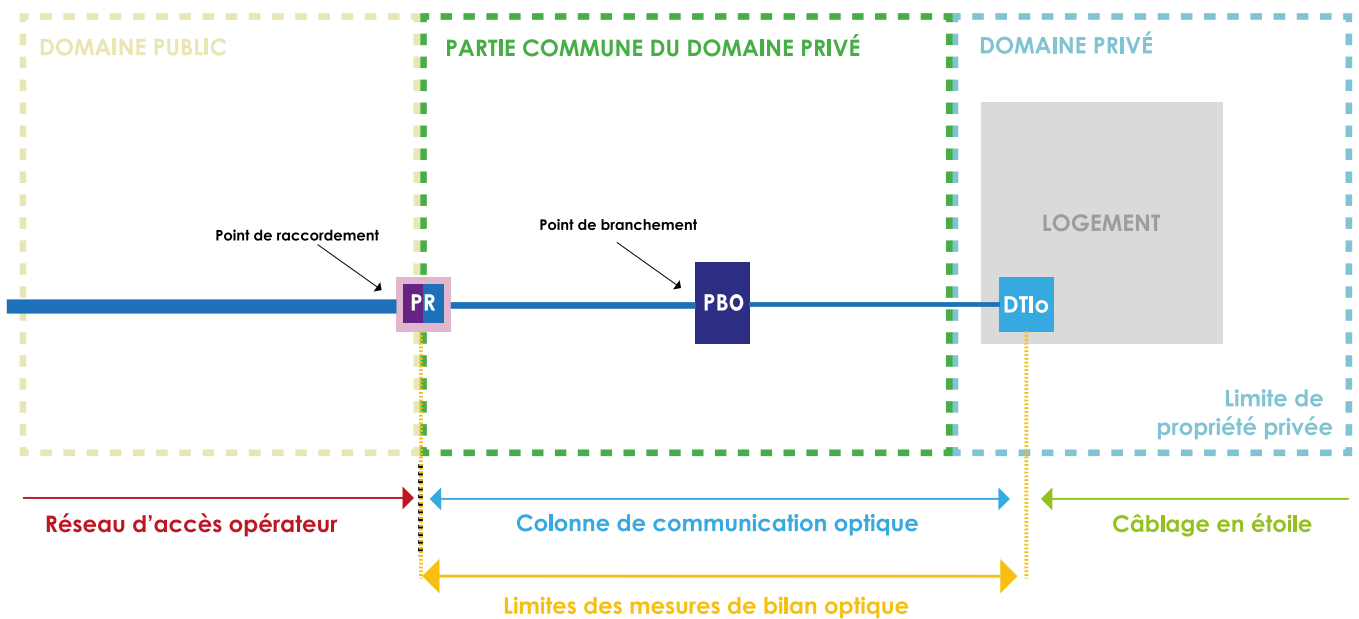 DOMAINE PUBLIC
PARTIE COMMUNE DU DOMAINE PRIVÉ
DOMAINE PRIVÉ
LOGEMENT
Point de raccordement
Point de branchement
PR
PBO
DTIo
Limite de
propriété privée
Réseau d’accès opérateur
Colonne de communication optique
Câblage en étoile
Limites des mesures de bilan optique